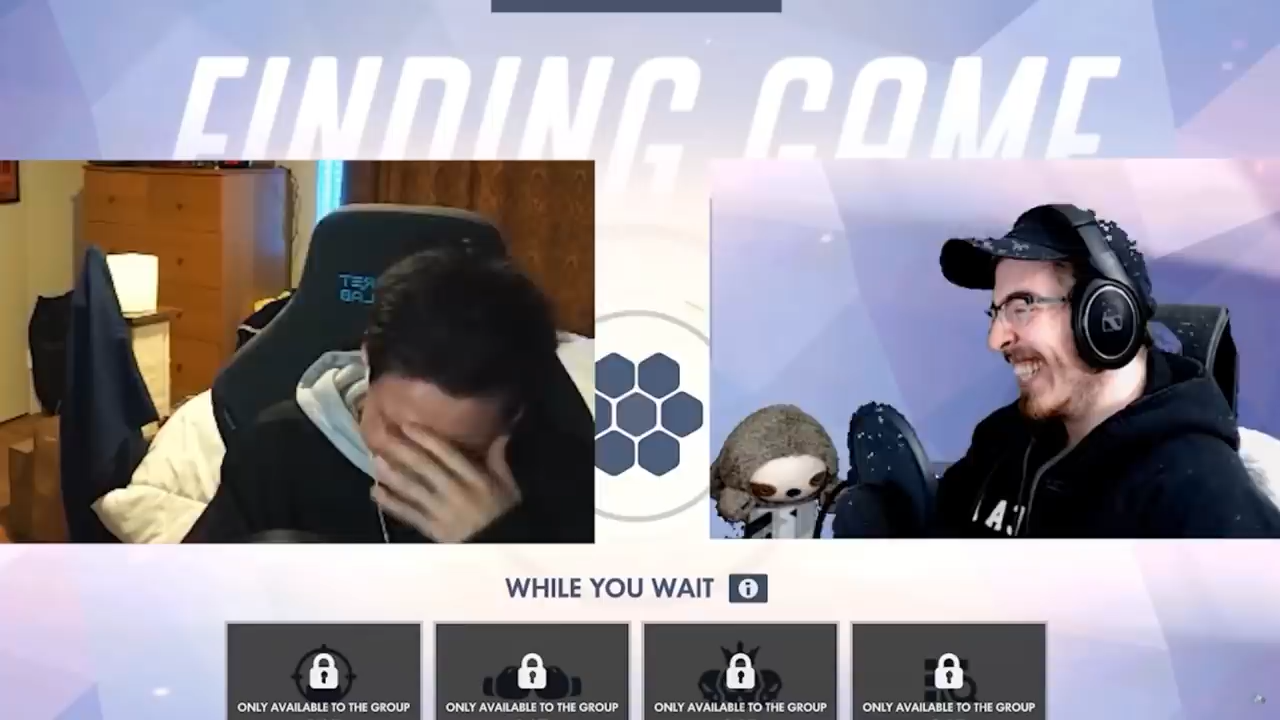 FINDING GAME
WHILE YOU WAIT
ONLY AVAILABLE TO THE GROUP
ONLY AVAILABLE TO THE GROUP
ONLY AVAILABLE TO THE GROUP
ONLY AVAILABLE TO THE GROUP